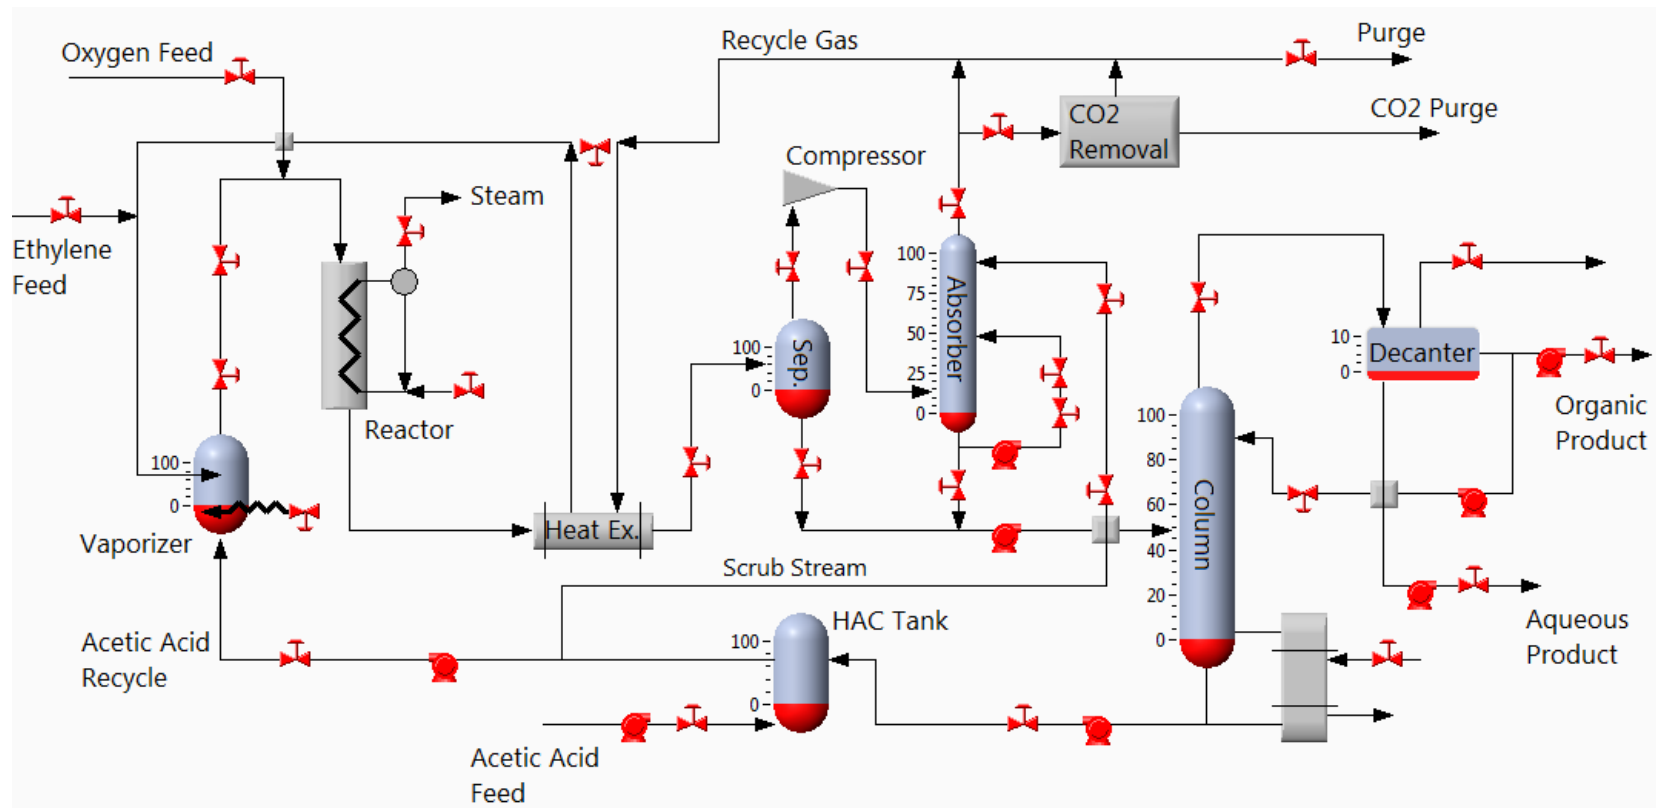 Oxygen Feed
Recycle Gas
Purge
CO2 Purge
CO2
Removal
Compressor
Steam
Ethylene
Feed
100
75
50
25
0
Absorber
100
0
Sep.
10
0
Decanter
Organic
Product
Reactor
100
0
Vaporizer
Heat Ex.
100
80
60
40
20
0
Column
Scrub Stream
HAC Tank
100
0
Acetic Acid
Recycle
Aqueous
Product
Acetic Acid
Feed